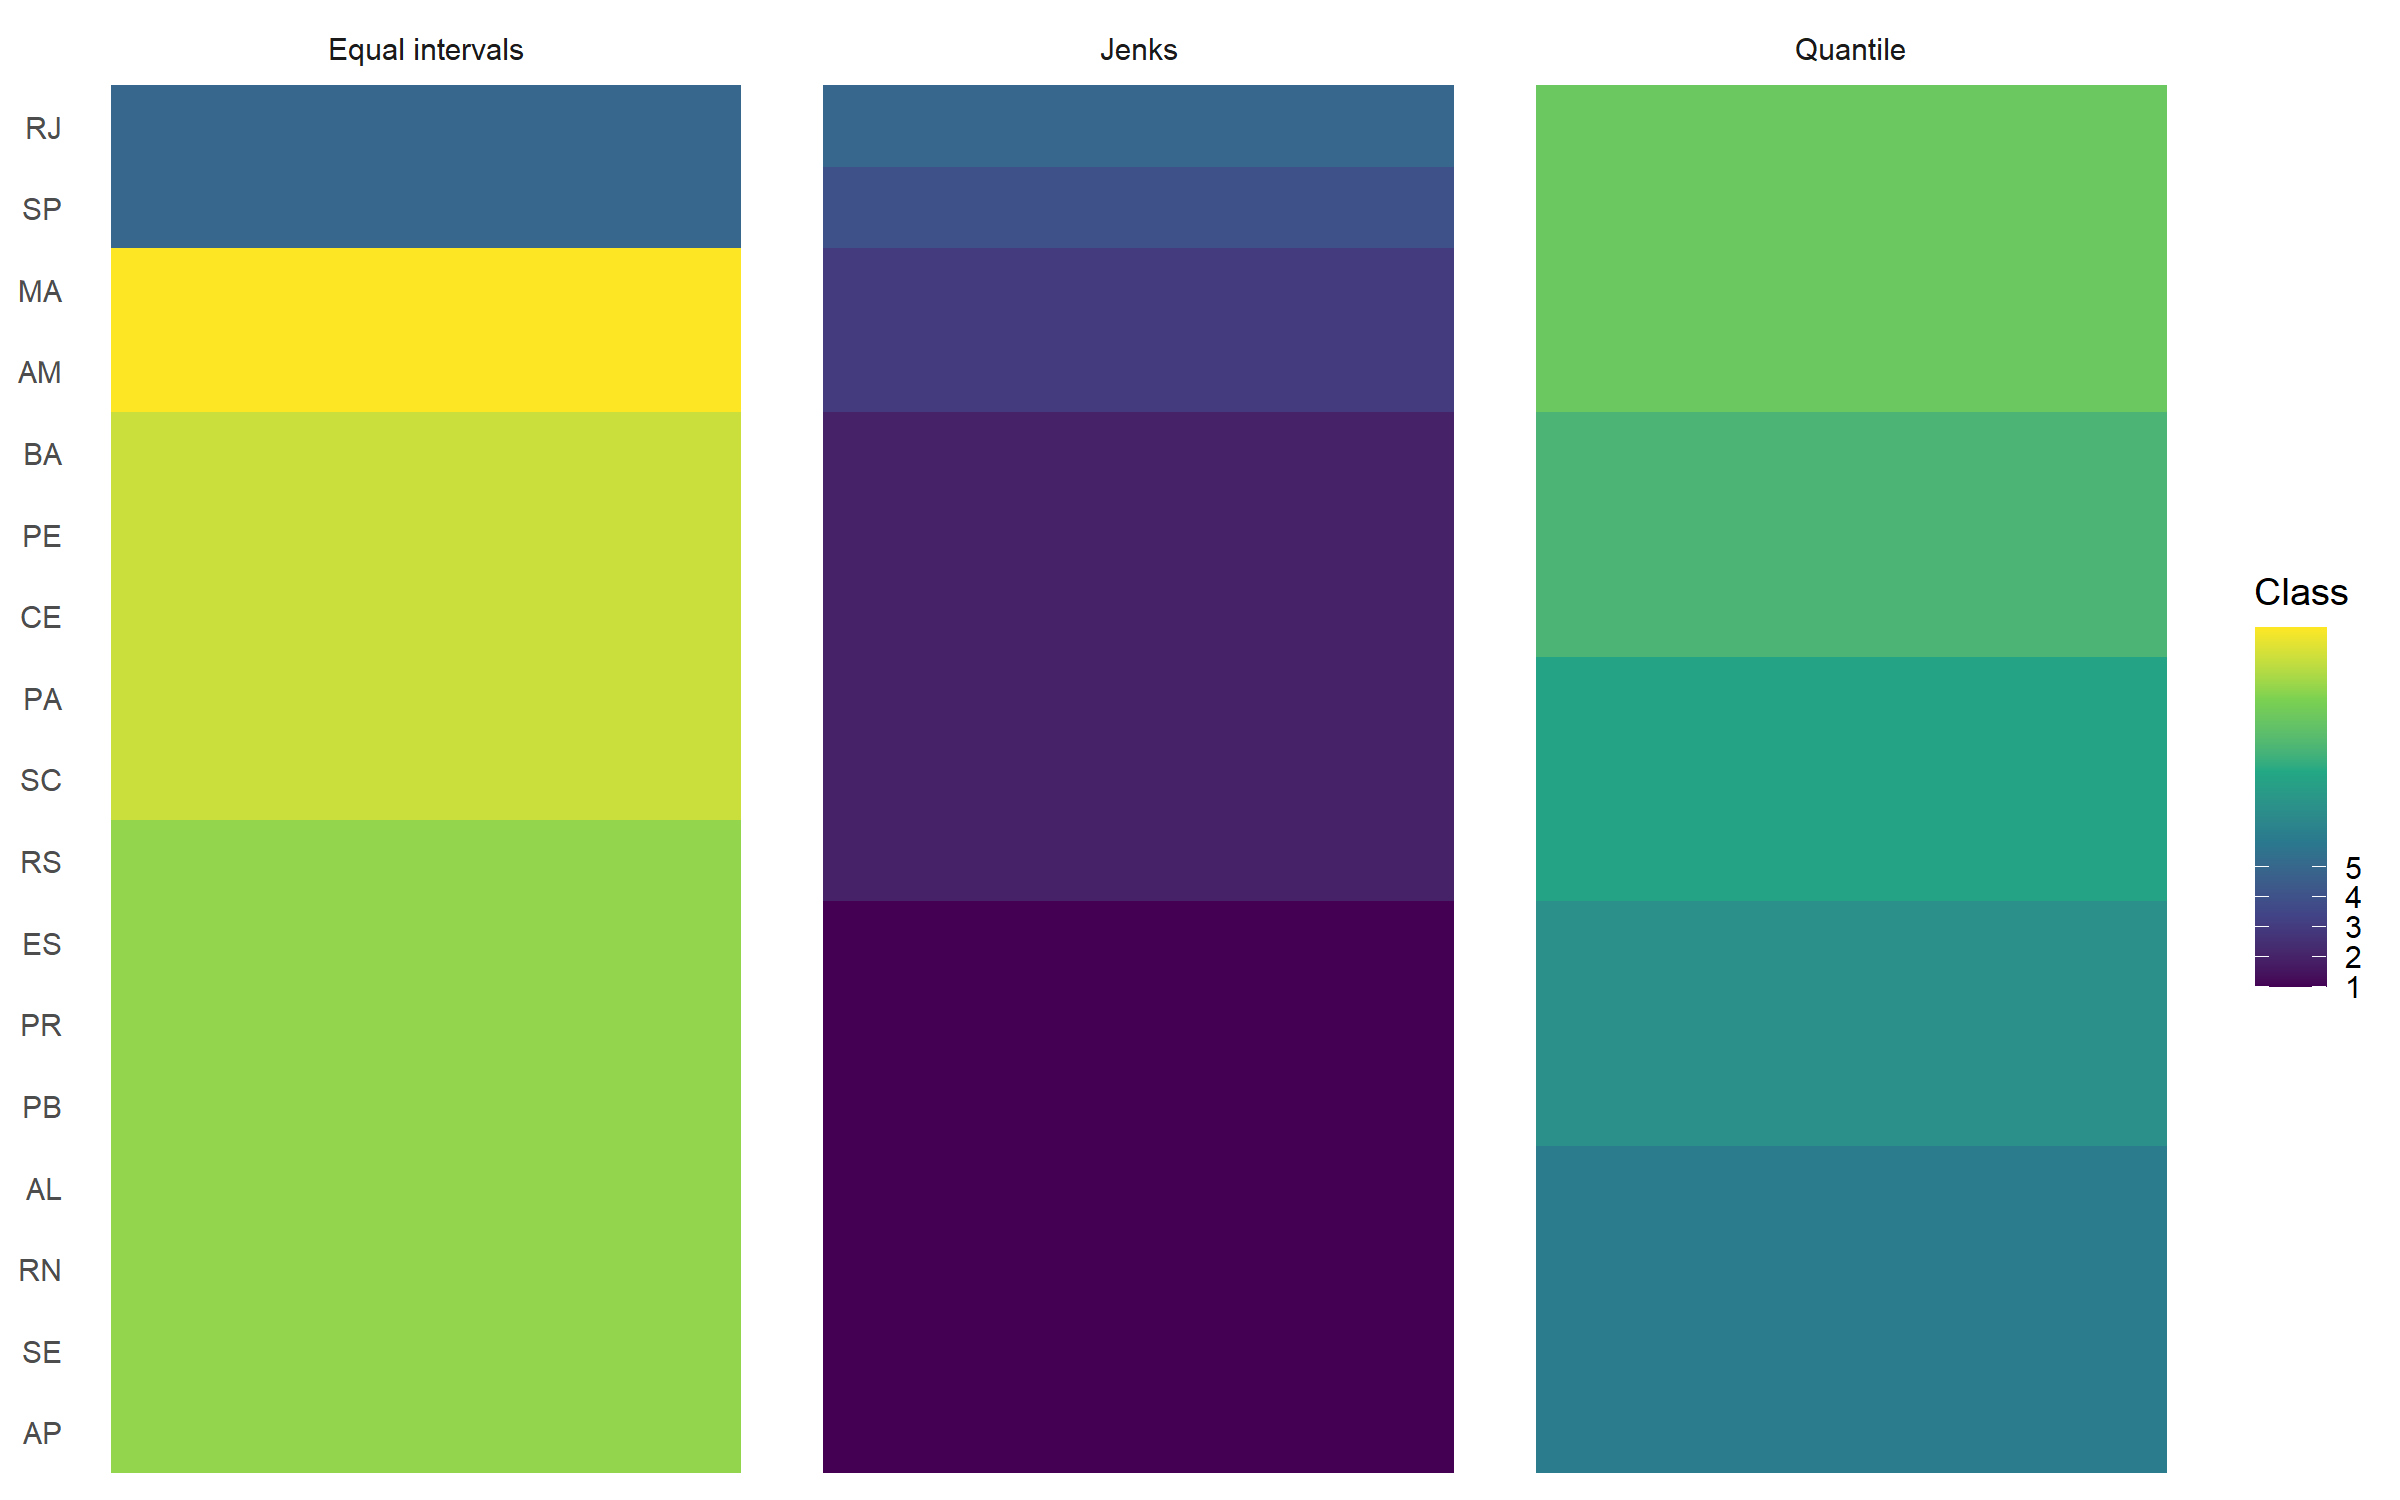 Equal intervals
Jenks
Quantile
RJ
SP
MA
AM
BA
PE
CE
PA
SC
RS
ES
PR
PB
AL
RN
SE
AP
Class
5
4
3
2
1